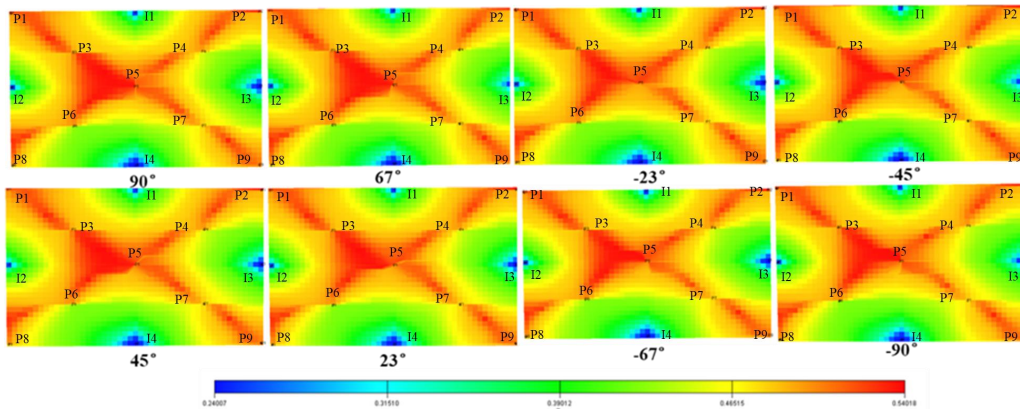 P1 I1 P2
P3 P4
P5
I2 I3
P6 P7
P8 I4 P9
90°
P1 I1 P2
P3 P4
P5
I2 I3
P6 P7
P8 I4 P9
67°
P1 I1 P2
P3 P4
P5
I2 I3
P6 P7
P8 I4 P9
-23°
P1 I1 P2
P3 P4
P5
I2 I3
P6 P7
P8 I4 P9
-45°
P1 I1 P2
P3 P4
P5
I2 I3
P6 P7
P8 I4 P9
45°
P1 I1 P2
P3 P4
P5
I2 I3
P6 P7
P8 I4 P9
23°
P1 I1 P2
P3 P4
P5
I2 I3
P6 P7
P8 I4 P9
-67°
P1 I1 P2
P3 P4
P5
I2 I3
P6 P7
P8 I4 P9
-90°
0.24007 0.31510 0.39012 0.46515 0.54018